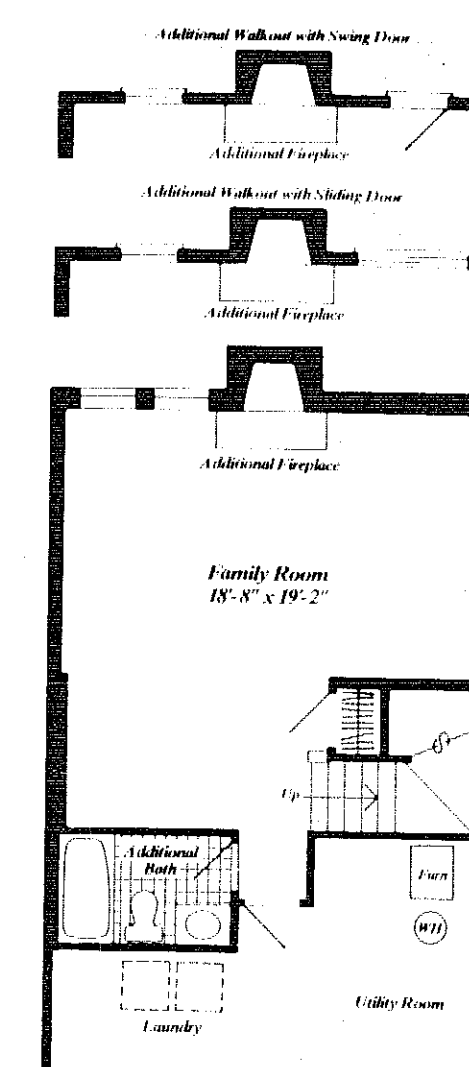 Additional Walkout with Swing Door
Additional Fireplace
Additional Walkout with Sliding Door
Additional Fireplace
Additional Fireplace
Family Room
18'-8" x 19'-2"
Up
Additional
Bath
Furn
WH
Utility Room
Laundry